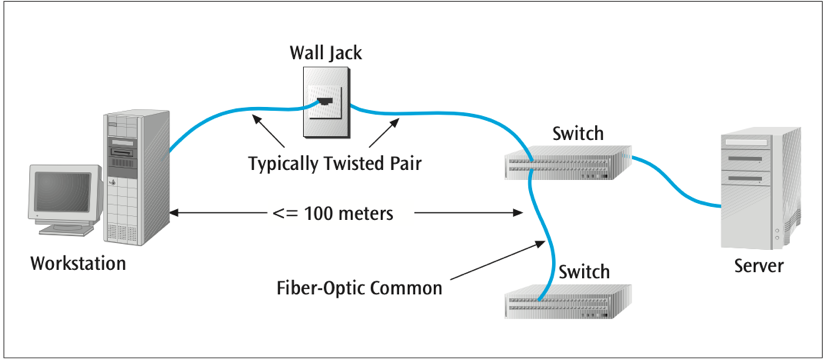 Wall Jack
Switch
Typically Twisted Pair
<= 100 meters
Workstation
Fiber-Optic Common
Switch
Server